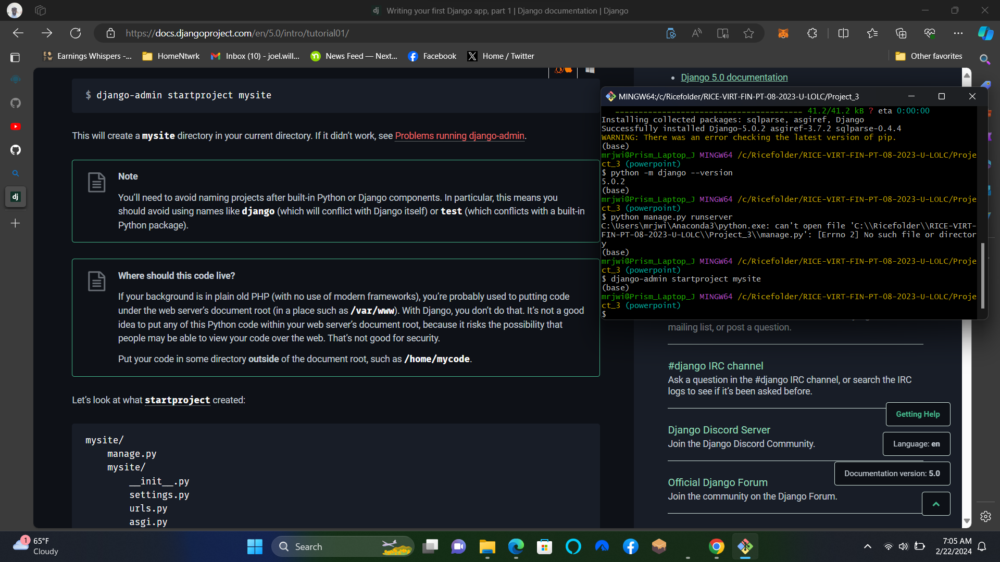 dj Writing your first Django app, part 1 | Django documentation | Django
https://docs.djangoproject.com/en/5.0/intro/tutorial01/
Earnings Whispers -... HomeNtwrk Inbox (10) - joel.will... News Feed — Next... Facebook Home / Twitter Other favorites
$ django-admin startproject mysite
This will create a mysite directory in your current directory. If it didn't work, see Problems running django-admin.
Note
You'll need to avoid naming projects after built-in Python or Django components. In particular, this means you
should avoid using names like django (which will conflict with Django itself) or test (which conflicts with a built-in
Python package).
Where should this code live?
If your background is in plain old PHP (with no use of modern frameworks), you're probably used to putting code
under the web server's document root (in a place such as /var/www). With Django, you don't do that. It's not a good
idea to put any of this Python code within your web server's document root, because it risks the possibility that
people may be able to view your code over the web. That's not good for security.
Put your code in some directory outside of the document root, such as /home/mycode.
Let's look at what startproject created:
mysite/
manage.py
mysite/
__init__.py
settings.py
urls.py
asgi.py
Django 5.0 documentation
MINGW64:/c/Ricefolder/RICE-VIRT-FIN-PT-08-2023-U-LOLC/Project_3
---------------------------------------- 41.2/41.2 kB ? eta 0:00:00
Installing collected packages: sqlparse, asgiref, Django
Successfully installed Django-5.0.2 asgiref-3.7.2 sqlparse-0.4.4
WARNING: There was an error checking the latest version of pip.
(base)
mrjwi@Prism_Laptop_J MINGW64 /c/Ricefolder/RICE-VIRT-FIN-PT-08-2023-U-LOLC/Proje
ct_3 (powerpoint)
$ python -m django --version
5.0.2
(base)
mrjwi@Prism_Laptop_J MINGW64 /c/Ricefolder/RICE-VIRT-FIN-PT-08-2023-U-LOLC/Proje
ct_3 (powerpoint)
$ python manage.py runserver
C:\Users\mrjwi\Anaconda3\python.exe: can't open file 'C:\\Ricefolder\\RICE-VIRT-
FIN-PT-08-2023-U-LOLC\\Project_3\\manage.py': [Errno 2] No such file or director
y
(base)
mrjwi@Prism_Laptop_J MINGW64 /c/Ricefolder/RICE-VIRT-FIN-PT-08-2023-U-LOLC/Proje
ct_3 (powerpoint)
$ django-admin startproject mysite
(base)
mrjwi@Prism_Laptop_J MINGW64 /c/Ricefolder/RICE-VIRT-FIN-PT-08-2023-U-LOLC/Proje
ct_3 (powerpoint)
$
mailing list, or post a question.
#django IRC channel
Ask a question in the #django IRC channel, or search the IRC
logs to see if it's been asked before.
Getting Help
Django Discord Server
Join the Django Discord Community.
Language: en
Documentation version: 5.0
Official Django Forum
Join the community on the Django Forum.
dj
1 65°F
Cloudy
Search
7:05 AM
2/22/2024